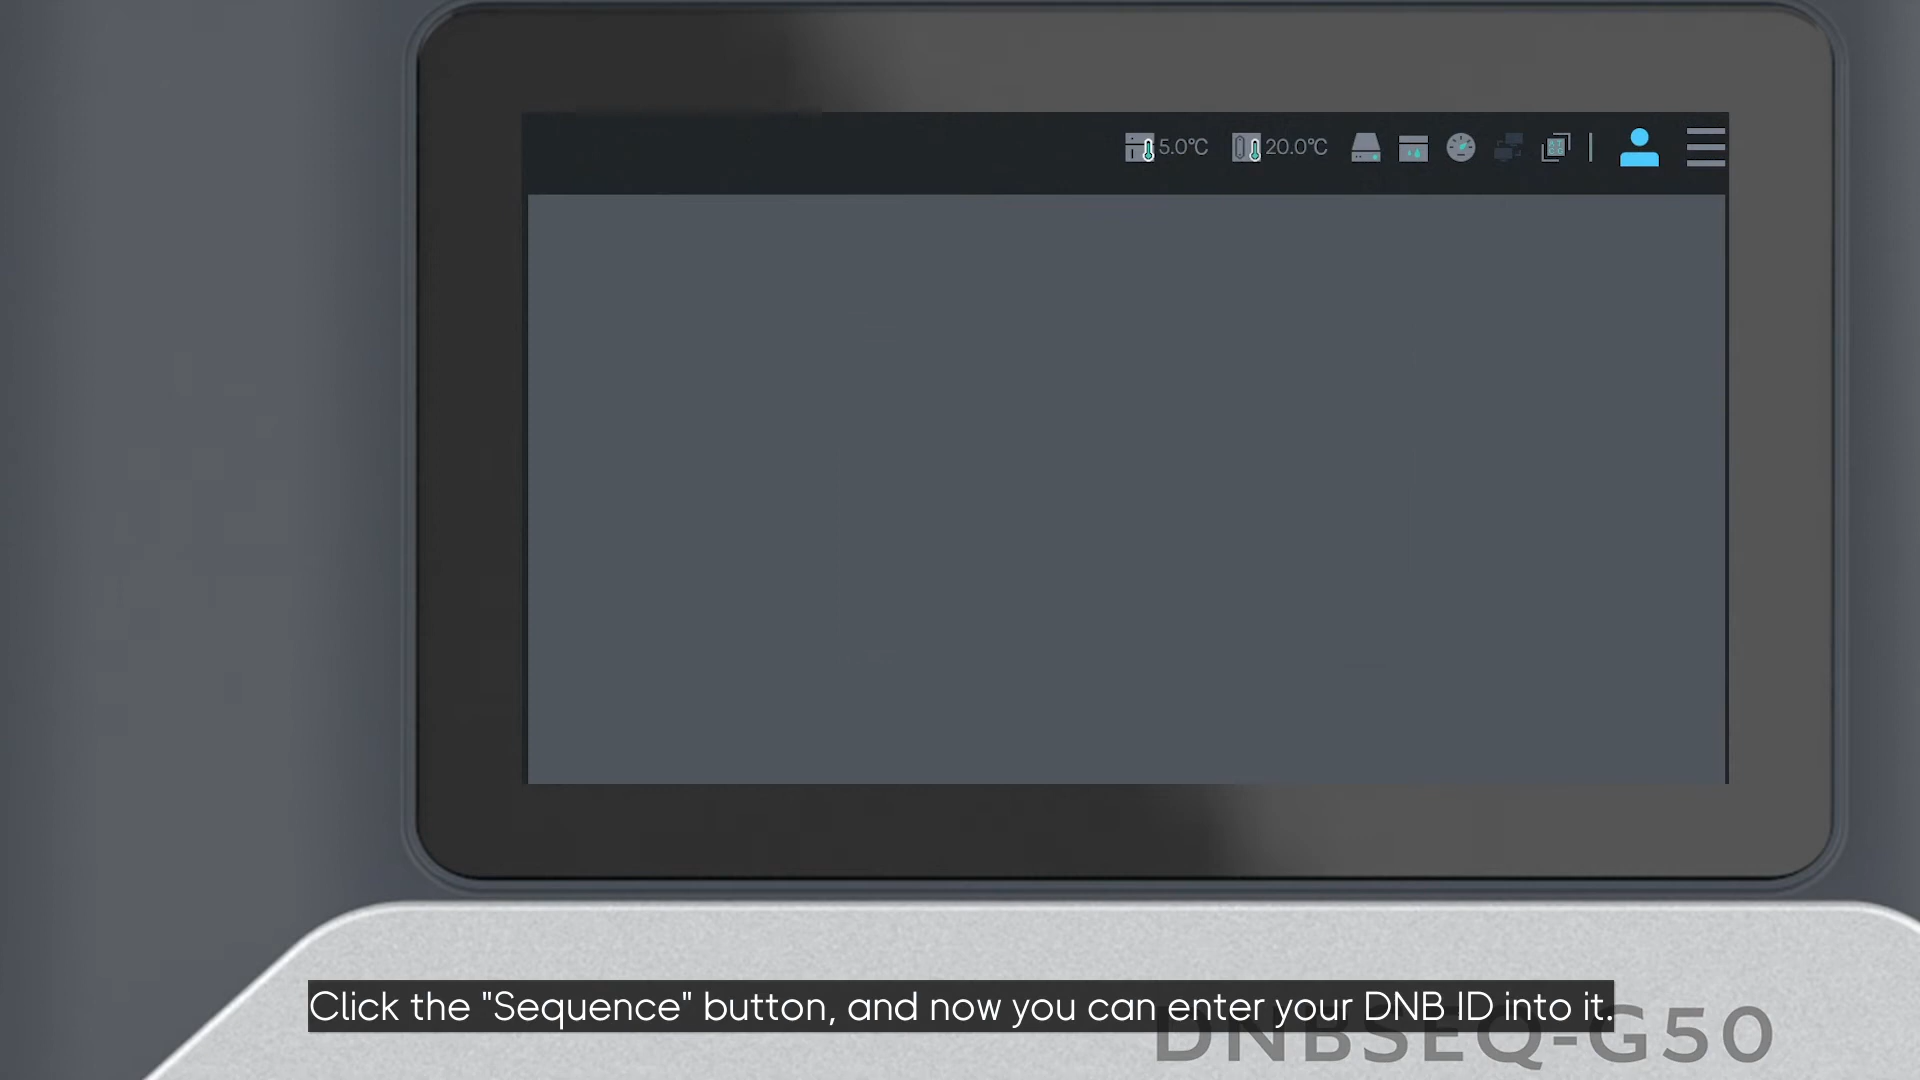 5.0℃ 20.0℃
Click the "Sequence" button, and now you can enter your DNB ID into it.
DNBSEQ-G50